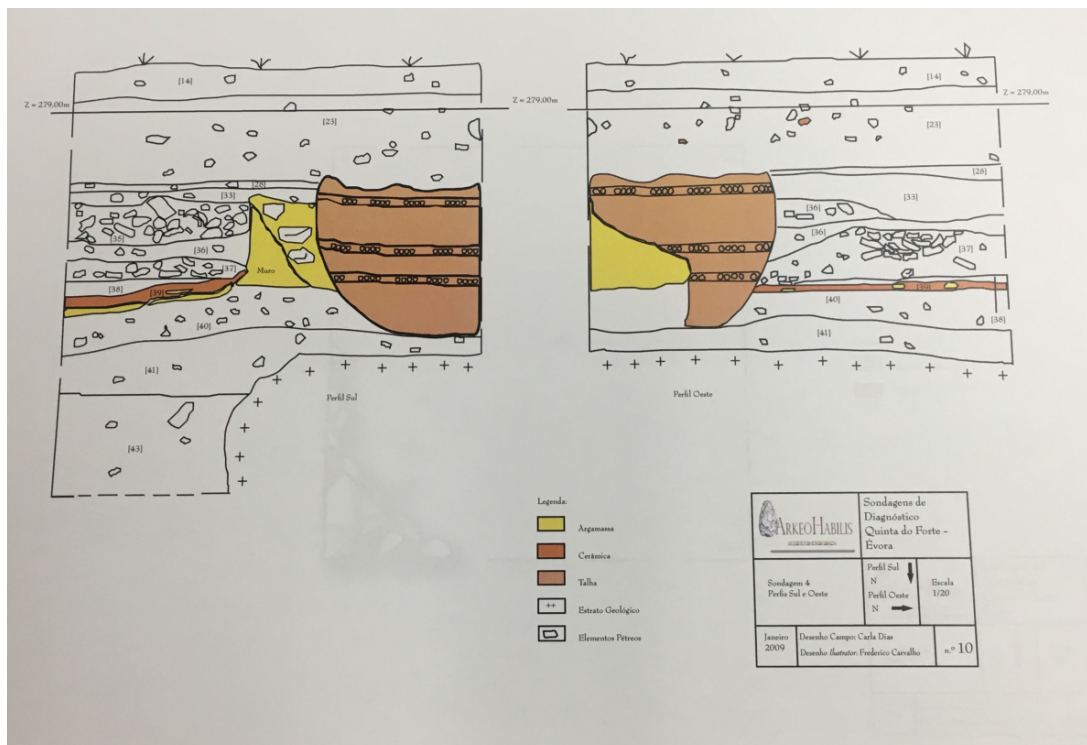 [14]
Z = 279,00m
[23]
[28]
[33]
[35]
[36]
[37]
Muro
[38]
[39]
[40]
[41]
[43]
Perfil Sul
[14]
Z = 279,00m
[23]
[28]
[33]
[36]
[36]
[37]
[39]
[40]
[38]
[41]
Perfil Oeste
Legenda:
Argamassa
Cerâmica
Talha
++ Estrato Geológico
Elementos Pétreos
ARKEOHABILIS
Sondagens de
Diagnóstico
Quinta do Forte -
Évora
Sondagem 4
Perfis Sul e Oeste
Perfil Sul
N
Perfil Oeste
N
Escala
1/20
Janeiro
2009
Desenho Campo: Carla Dias
Desenho Ilustrator: Frederico Carvalho
n.º 10